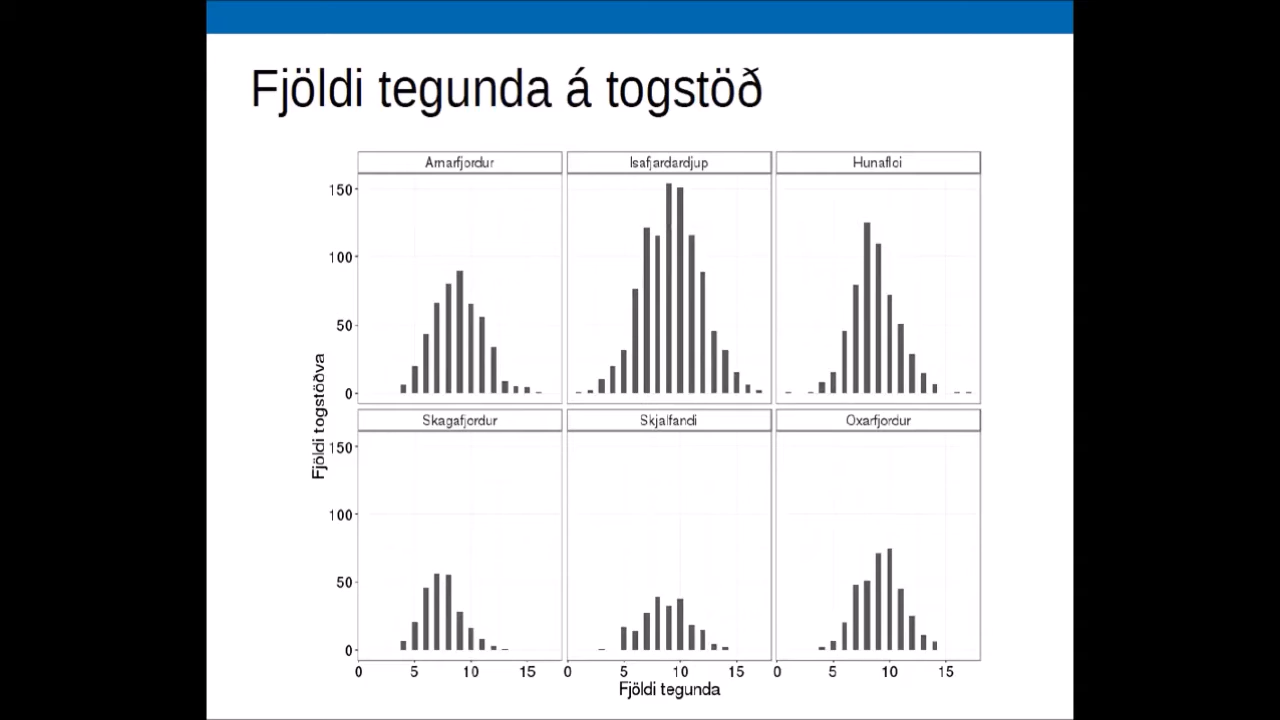 Fjöldi tegunda á togstöð
Arnarfjordur
Isafjardardjup
Hunafloi
150
100
50
0
Fjöldi togstöðva
Skagafjordur
Skjalfandi
Oxarfjordur
150
100
50
0
0 5 10 15 0 5 10 15 0 5 10 15
Fjöldi tegunda